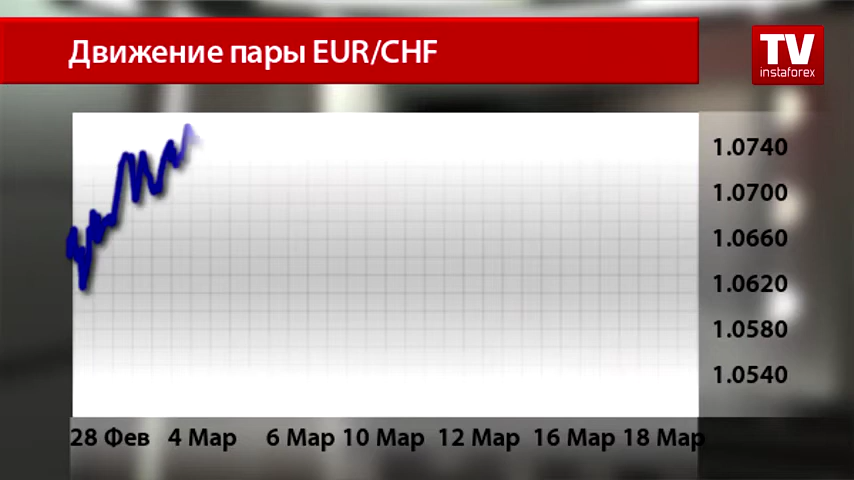 Движение пары EUR/CHF
TV
instaforex
1.0740
1.0700
1.0660
1.0620
1.0580
1.0540
28 Фев 4 Мар 6 Мар 10 Мар 12 Мар 16 Мар 18 Мар